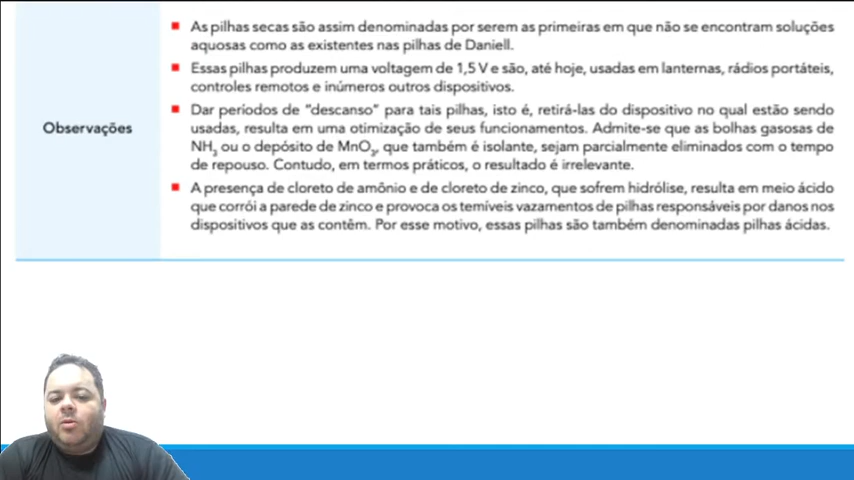 As pilhas secas são assim denominadas por serem as primeiras em que não se encontram soluções
aquosas como as existentes nas pilhas de Daniell.
Essas pilhas produzem uma voltagem de 1,5 V e são, até hoje, usadas em lanternas, rádios portáteis,
controles remotos e inúmeros outros dispositivos.
Observações
Dar períodos de "descanso" para tais pilhas, isto é, retirá-las do dispositivo no qual estão sendo
usadas, resulta em uma otimização de seus funcionamentos. Admite-se que as bolhas gasosas de
NH₃ ou o depósito de MnO₃, que também é isolante, sejam parcialmente eliminados com o tempo
de repouso. Contudo, em termos práticos, o resultado é irrelevante.
A presença de cloreto de amônio e de cloreto de zinco, que sofrem hidrólise, resulta em meio ácido
que corrói a parede de zinco e provoca os temíveis vazamentos de pilhas responsáveis por danos nos
dispositivos que as contêm. Por esse motivo, essas pilhas são também denominadas pilhas ácidas.